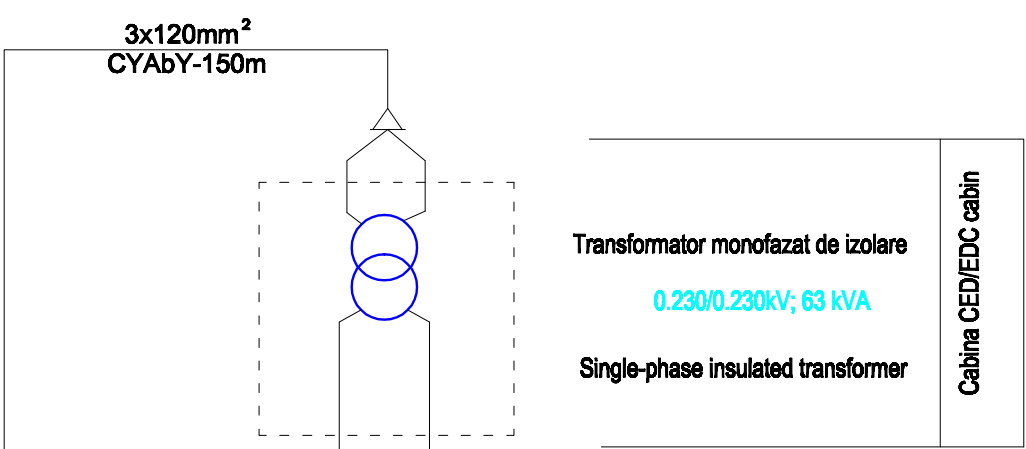 3x120mm²
CYAbY-150m
Transformator monofazat de izolare
0.230/0.230kV; 63 kVA
Single-phase insulated transformer
Cabina CED/EDC cabin